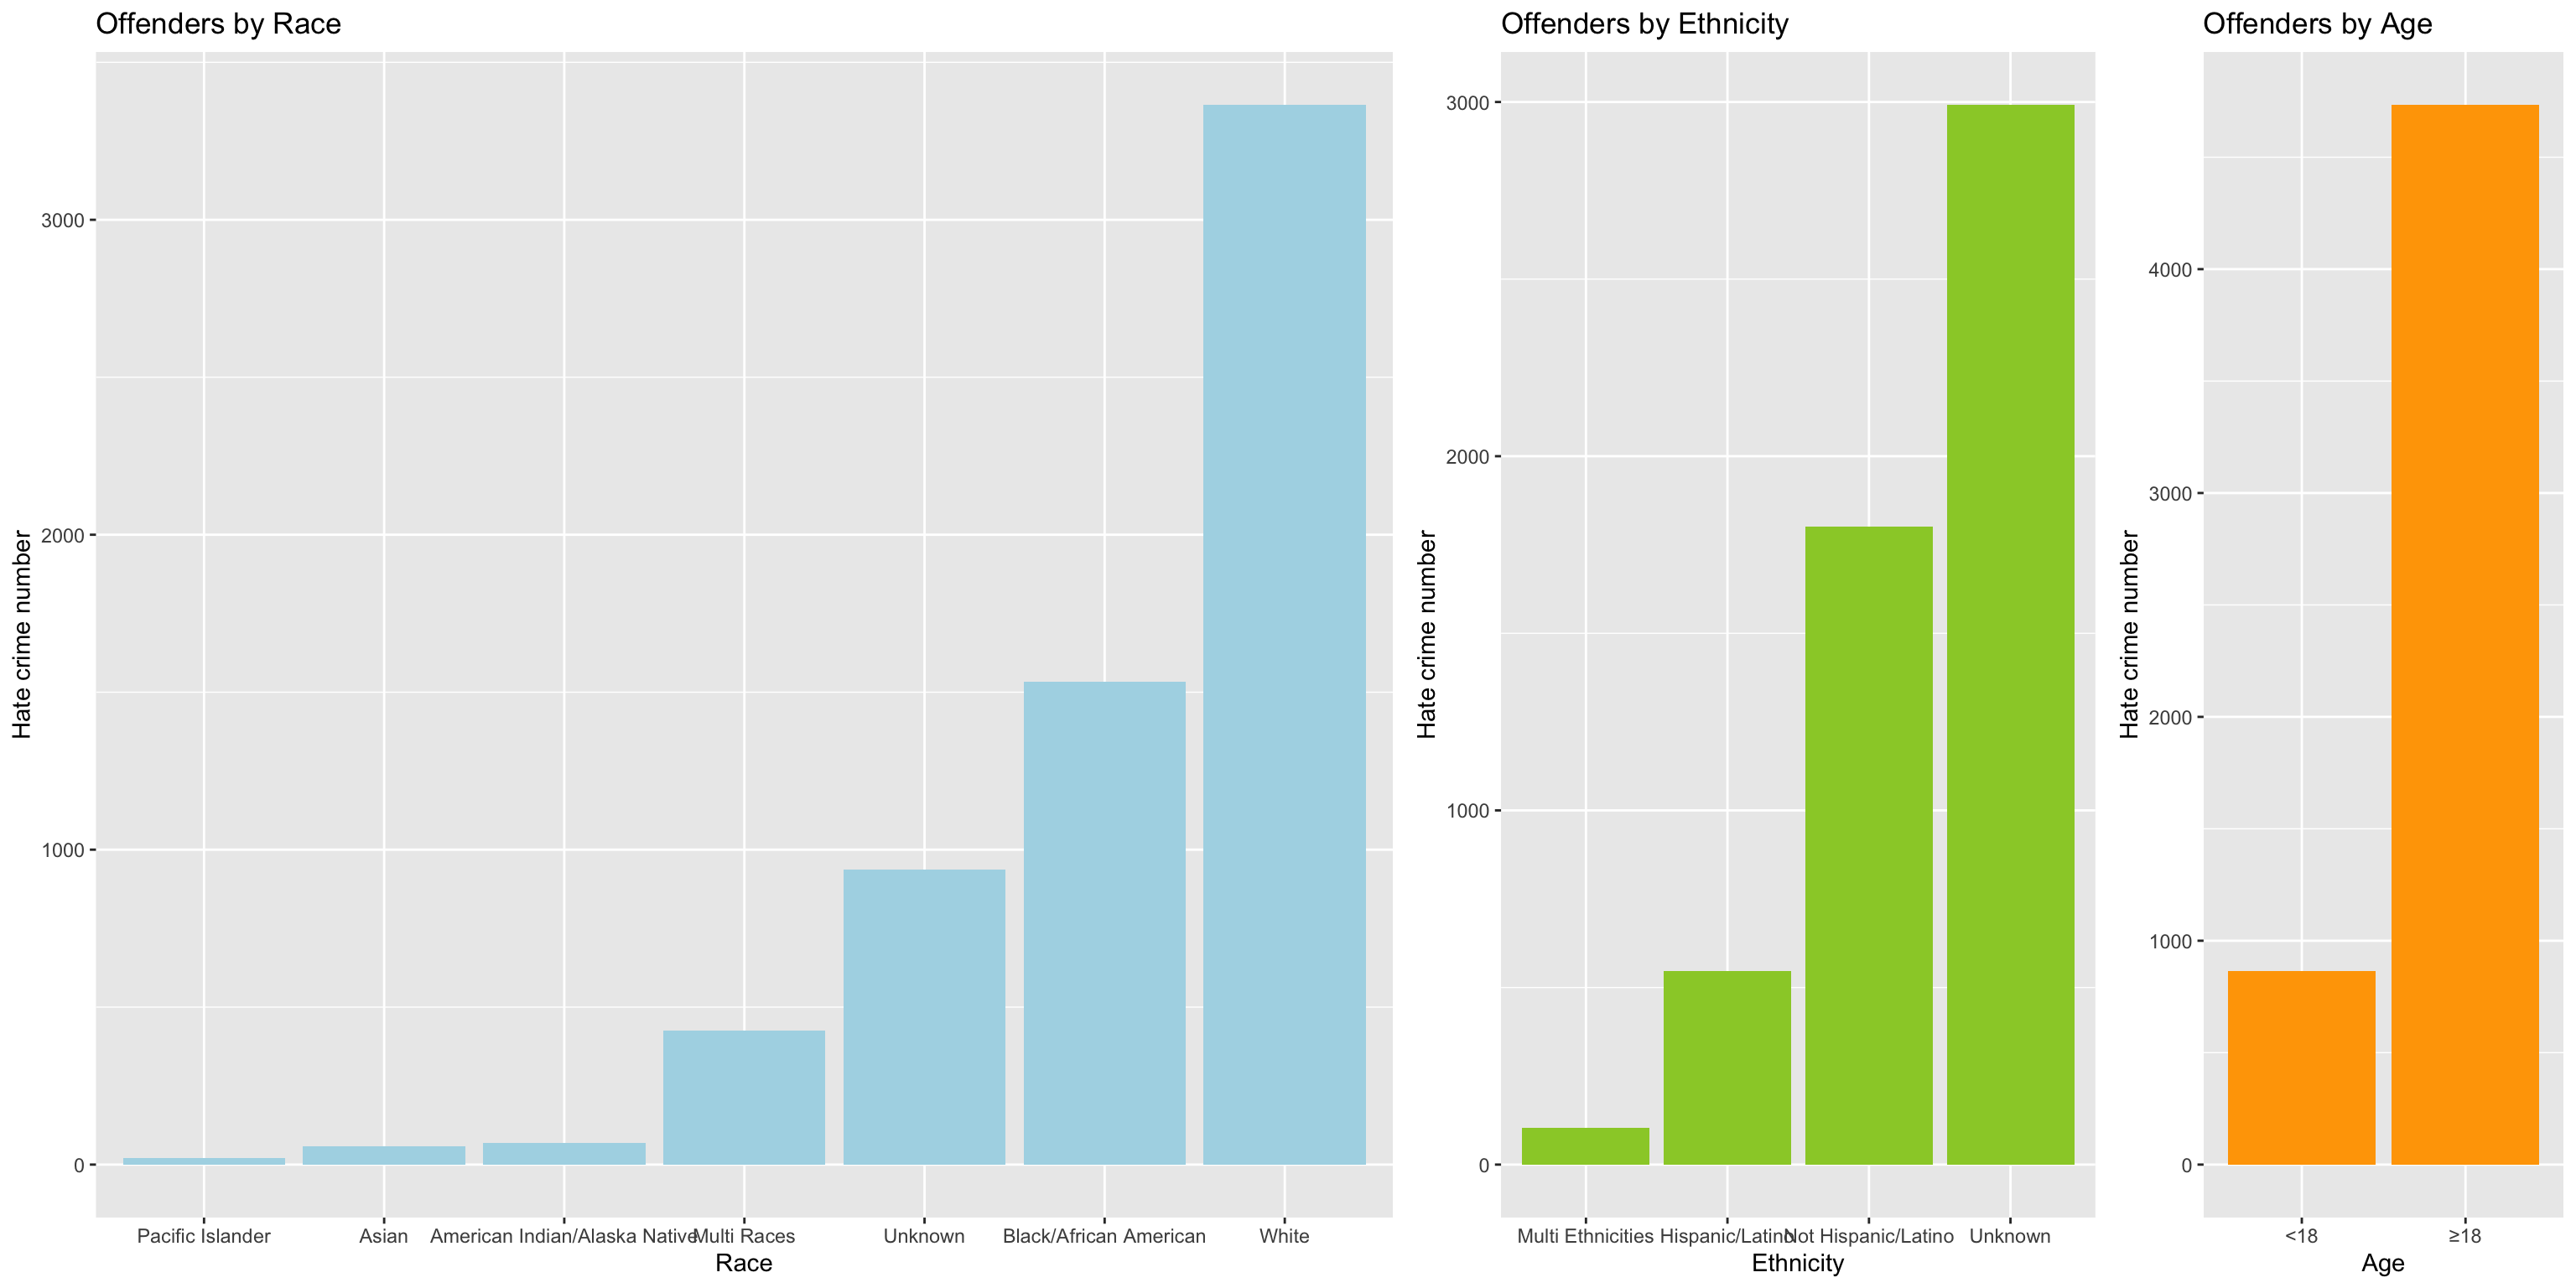 Offenders by Race
Hate crime number
3000
2000
1000
0
Pacific Islander
Asian
American Indian/Alaska Native
Multi Races
Unknown
Black/African American
White
Race
Offenders by Ethnicity
Hate crime number
3000
2000
1000
0
Multi Ethnicities
Hispanic/Latino
Not Hispanic/Latino
Unknown
Ethnicity
Offenders by Age
Hate crime number
4000
3000
2000
1000
0
<18
≥18
Age